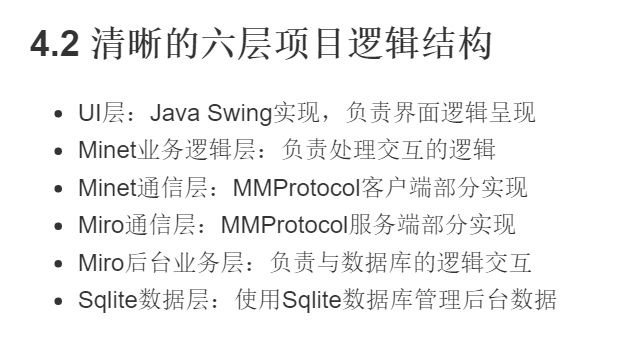 4.2 清晰的六层项目逻辑结构
• UI层：Java Swing实现，负责界面逻辑呈现
• Minet业务逻辑层：负责处理交互的逻辑
• Minet通信层：MMProtocol客户端部分实现
• Miro通信层：MMProtocol服务端部分实现
• Miro后台业务层：负责与数据库的逻辑交互
• Sqlite数据层：使用Sqlite数据库管理后台数据